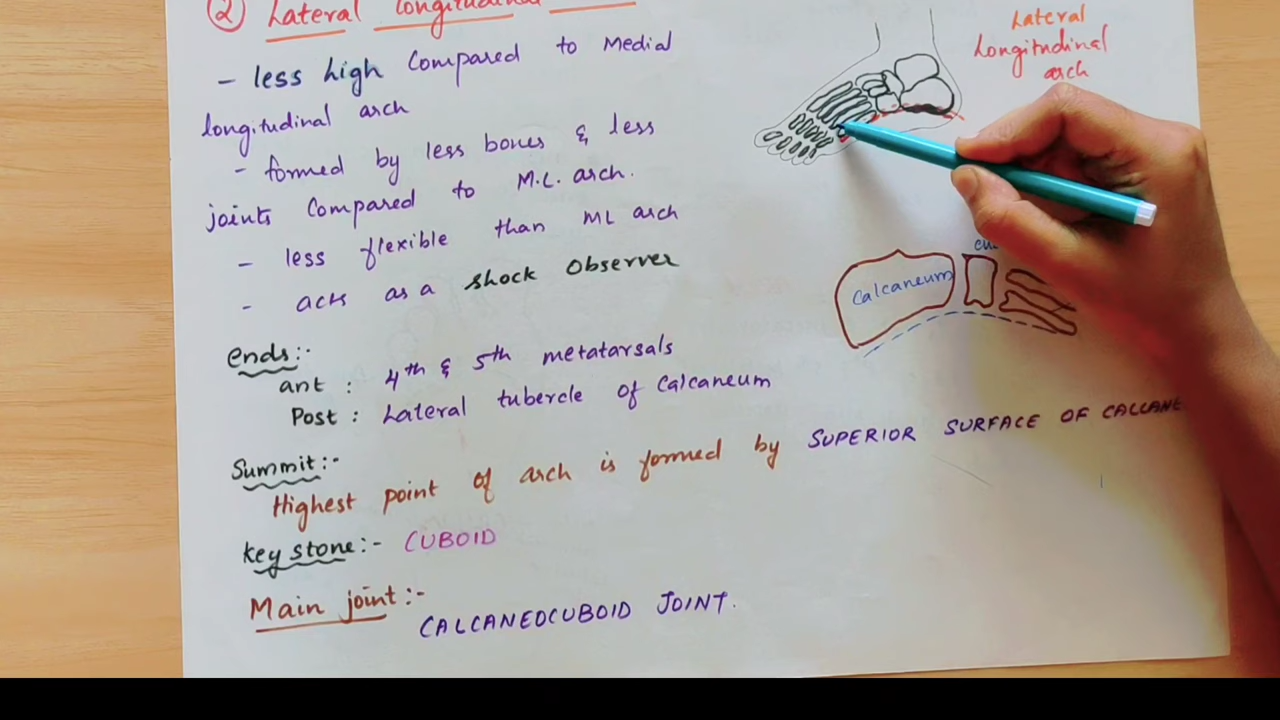 ② Lateral longitudinal
- less high compared to Medial
longitudinal arch
- formed by less bones & less
joints compared to M.L. arch.
- less flexible than ML arch
- acts as a shock Observer
ends:-
ant : 4th & 5th metatarsals
Post : Lateral tubercle of Calcaneum
Summit:-
Highest point of arch is formed by SUPERIOR SURFACE OF CALCANE
key stone:- CUBOID
Main joint:-
CALCANEOCUBOID JOINT.
Lateral
longitudinal
arch
Calcaneum